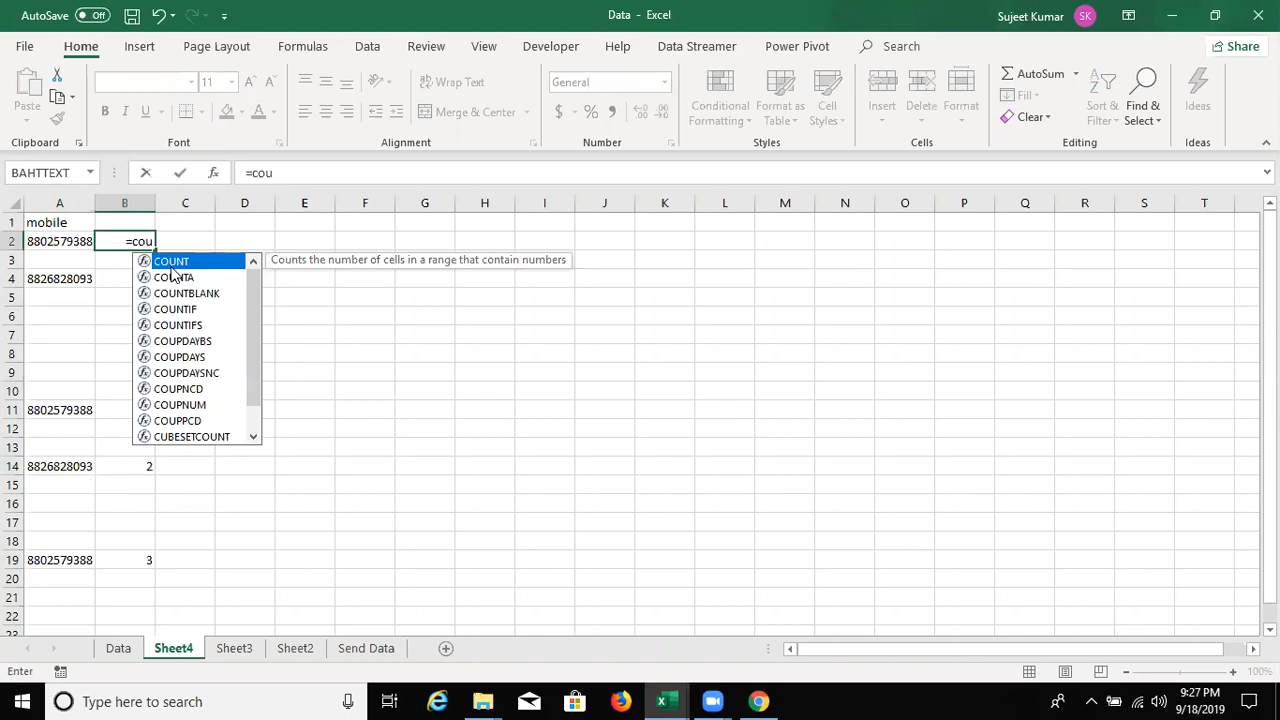 AutoSave Off Data - Excel Sujeet Kumar SK
File Home Insert Page Layout Formulas Data Review View Developer Help Data Streamer Power Pivot Search Share
Paste 11 Wrap Text General Conditional Formatting Format as Table Cell Styles Insert Delete Format AutoSum Fill Clear Sort & Filter Find & Select Ideas
B I U A Merge & Center $ %
Clipboard Font Alignment Number Styles Cells Editing Ideas
BAHTTEXT fx =cou
A B C D E F G H I J K L M N O P Q R S T
1 mobile
2 8802579388 =cou
3 COUNT Counts the number of cells in a range that contain numbers
4 8826828093 COUNTA
5 COUNTBLANK
6 COUNTIF
COUNTIFS
7 COUPDAYBS
8 COUPDAYS
9 COUPDAYSNC
10 COUPNCD
11 8802579388 COUPNUM
12 COUPPCD
13 CUBESETCOUNT
14 8826828093 2
15
16
17
18
19 8802579388 3
20
21
22
23
Data Sheet4 Sheet3 Sheet2 Send Data
Enter 100%
Type here to search 9:27 PM
9/18/2019